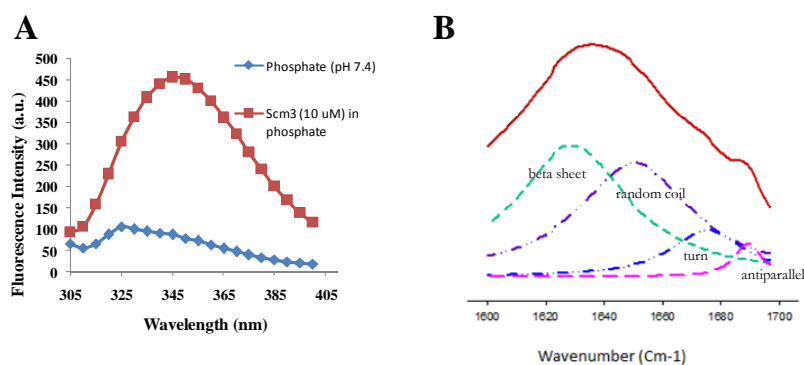 A
B
Fluorescence Intensity (a.u.)
500
450
400
350
300
250
200
150
100
50
0
305 325 345 365 385 405
Wavelength (nm)
Phosphate (pH 7.4)
Scm3 (10 uM) in
phosphate
beta sheet
random coil
turn
antiparallel
1600 1620 1640 1660 1680 1700
Wavenumber (Cm-1)